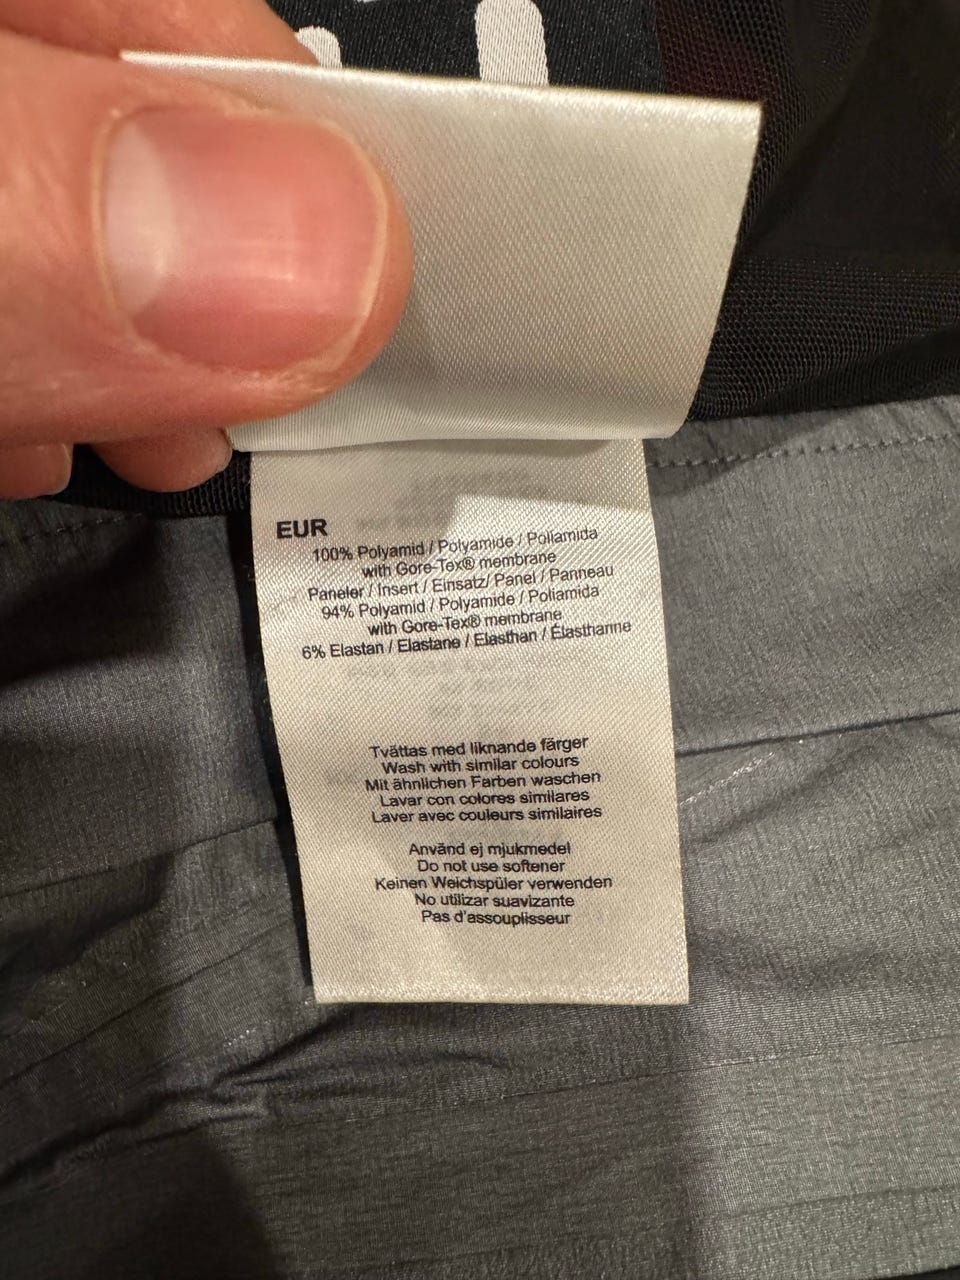 EUR
100% Polyamid / Polyamide / Poliamida
with Gore-Tex® membrane
Paneler / Insert / Einsatz/ Panel / Panneau
94% Polyamid / Polyamide / Poliamida
with Gore-Tex® membrane
6% Elastan / Elastane / Elasthan / Élasthanne
Tvättas med liknande färger
Wash with similar colours
Mit ähnlichen Farben waschen
Lavar con colores similares
Laver avec couleurs similaires
Använd ej mjukmedel
Do not use softener
Keinen Weichspüler verwenden
No utilizar suavizante
Pas d'assouplisseur